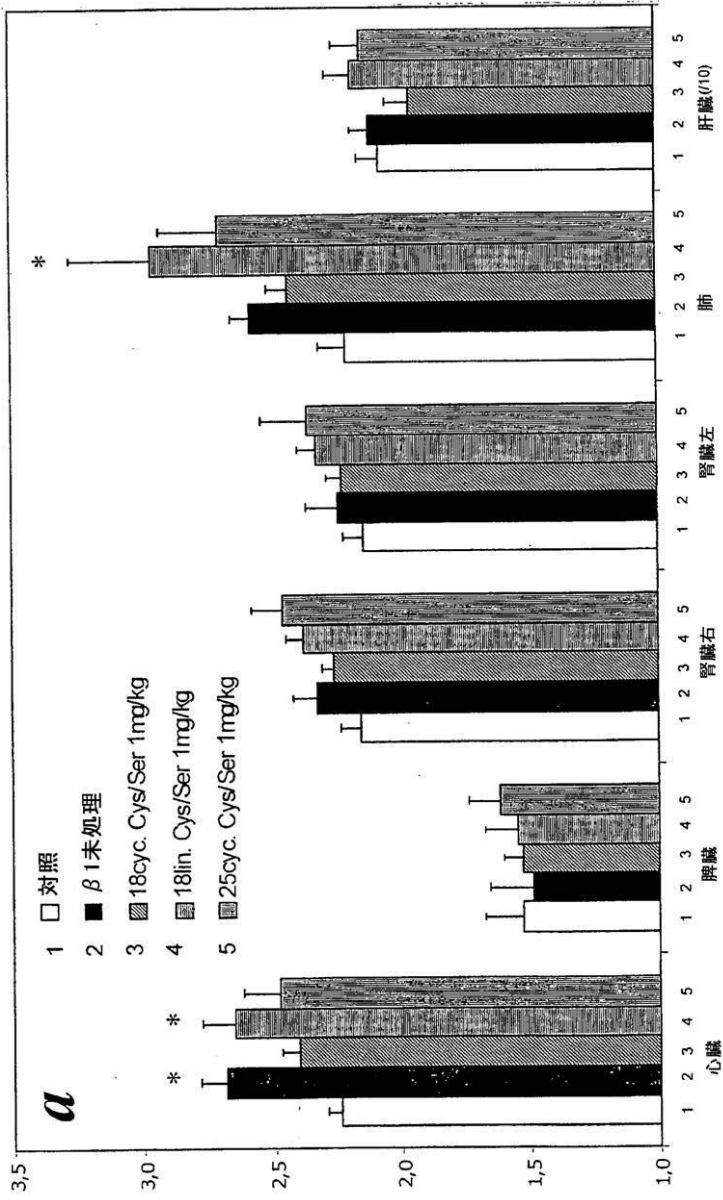 a
1 対照
2 β1未処理
3 18cyc. Cys/Ser 1mg/kg
4 18lin. Cys/Ser 1mg/kg
5 25cyc. Cys/Ser 1mg/kg
3,5
3,0
2,5
2,0
1,5
1,0
* *
*
1 2 3 4 5
1 2 3 4 5
1 2 3 4 5
1 2 3 4 5
1 2 3 4 5
1 2 3 4 5
心臓
脾臓
腎臓右
腎臓左
肺
肝臓(/10)